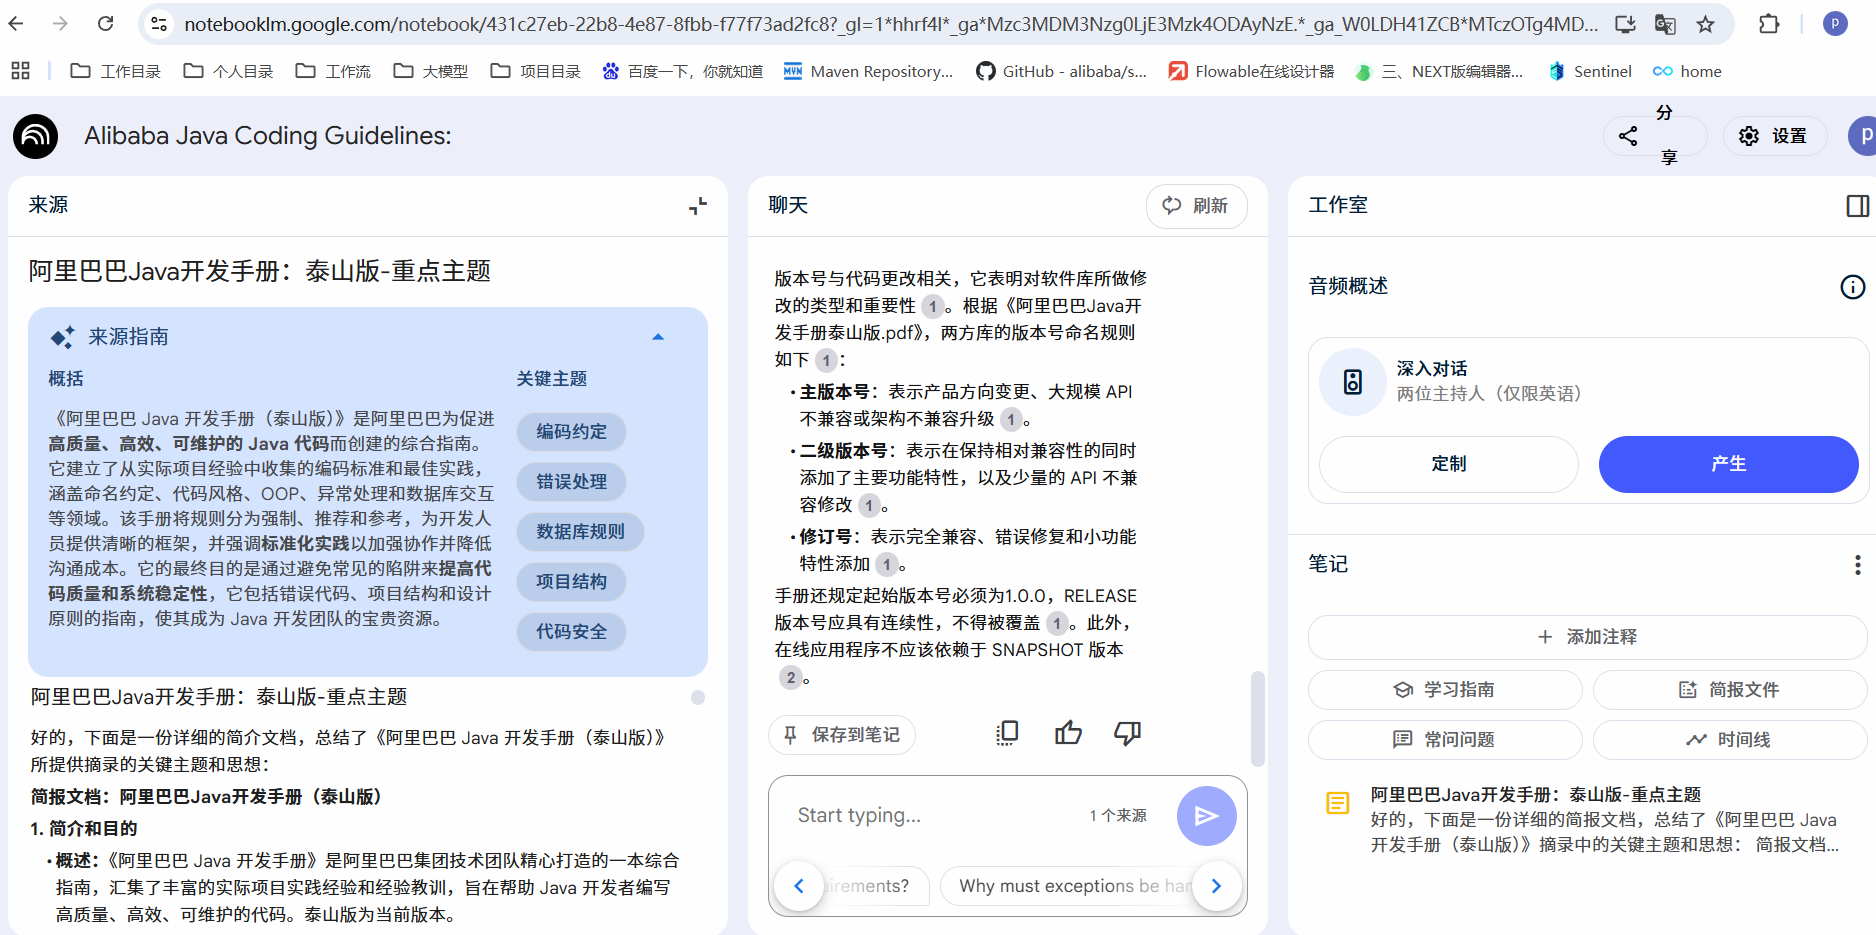 notebooklm.google.com/notebook/431c27eb-22b8-4e87-8fbb-f77f73ad2fc8?_gl=1*hhrf4l*_ga*Mzc3MDM3Nzg0LjE3Mzk4ODAyNzE.*_ga_W0LDH41ZCB*MTczOTg4MD...
p
工作目录 个人目录 工作流 大模型 项目目录 百度一下，你就知道 Maven Repository... GitHub - alibaba/s... Flowable在线设计器 三、NEXT版编辑器... Sentinel home
Alibaba Java Coding Guidelines:
分
享
设置
p
来源
阿里巴巴Java开发手册：泰山版-重点主题
来源指南
概括
《阿里巴巴 Java 开发手册（泰山版）》是阿里巴巴为促进
高质量、高效、可维护的 Java 代码而创建的综合指南。
它建立了从实际项目经验中收集的编码标准和最佳实践，
涵盖命名约定、代码风格、OOP、异常处理和数据库交互
等领域。该手册将规则分为强制、推荐和参考，为开发人
员提供清晰的框架，并强调标准化实践以加强协作并降低
沟通成本。它的最终目的是通过避免常见的陷阱来提高代
码质量和系统稳定性，它包括错误代码、项目结构和设计
原则的指南，使其成为 Java 开发团队的宝贵资源。
关键主题
编码约定
错误处理
数据库规则
项目结构
代码安全
阿里巴巴Java开发手册：泰山版-重点主题
好的，下面是一份详细的简介文档，总结了《阿里巴巴 Java 开发手册（泰山版）》
所提供摘录的关键主题和思想：
简报文档：阿里巴巴Java开发手册（泰山版）
1. 简介和目的
• 概述：《阿里巴巴 Java 开发手册》是阿里巴巴集团技术团队精心打造的一本综合
指南，汇集了丰富的实际项目实践经验和经验教训，旨在帮助 Java 开发者编写
高质量、高效、可维护的代码。泰山版为当前版本。
聊天
刷新
版本号与代码更改相关，它表明对软件库所做修
改的类型和重要性 1 。根据《阿里巴巴Java开
发手册泰山版.pdf》，两方库的版本号命名规则
如下 1 ：
• 主版本号：表示产品方向变更、大规模 API
不兼容或架构不兼容升级 1 。
• 二级版本号：表示在保持相对兼容性的同时
添加了主要功能特性，以及少量的 API 不兼
容修改 1 。
• 修订号：表示完全兼容、错误修复和小功能
特性添加 1 。
手册还规定起始版本号必须为1.0.0，RELEASE
版本号应具有连续性，不得被覆盖 1 。此外，
在线应用程序不应该依赖于 SNAPSHOT 版本
2 。
保存到笔记
Start typing...
1 个来源
irements?
Why must exceptions be har
工作室
音频概述
深入对话
两位主持人（仅限英语）
定制
产生
笔记
添加注释
学习指南
简报文件
常问问题
时间线
阿里巴巴Java开发手册：泰山版-重点主题
好的，下面是一份详细的简报文档，总结了《阿里巴巴 Java
开发手册（泰山版）》摘录中的关键主题和思想： 简报文档...